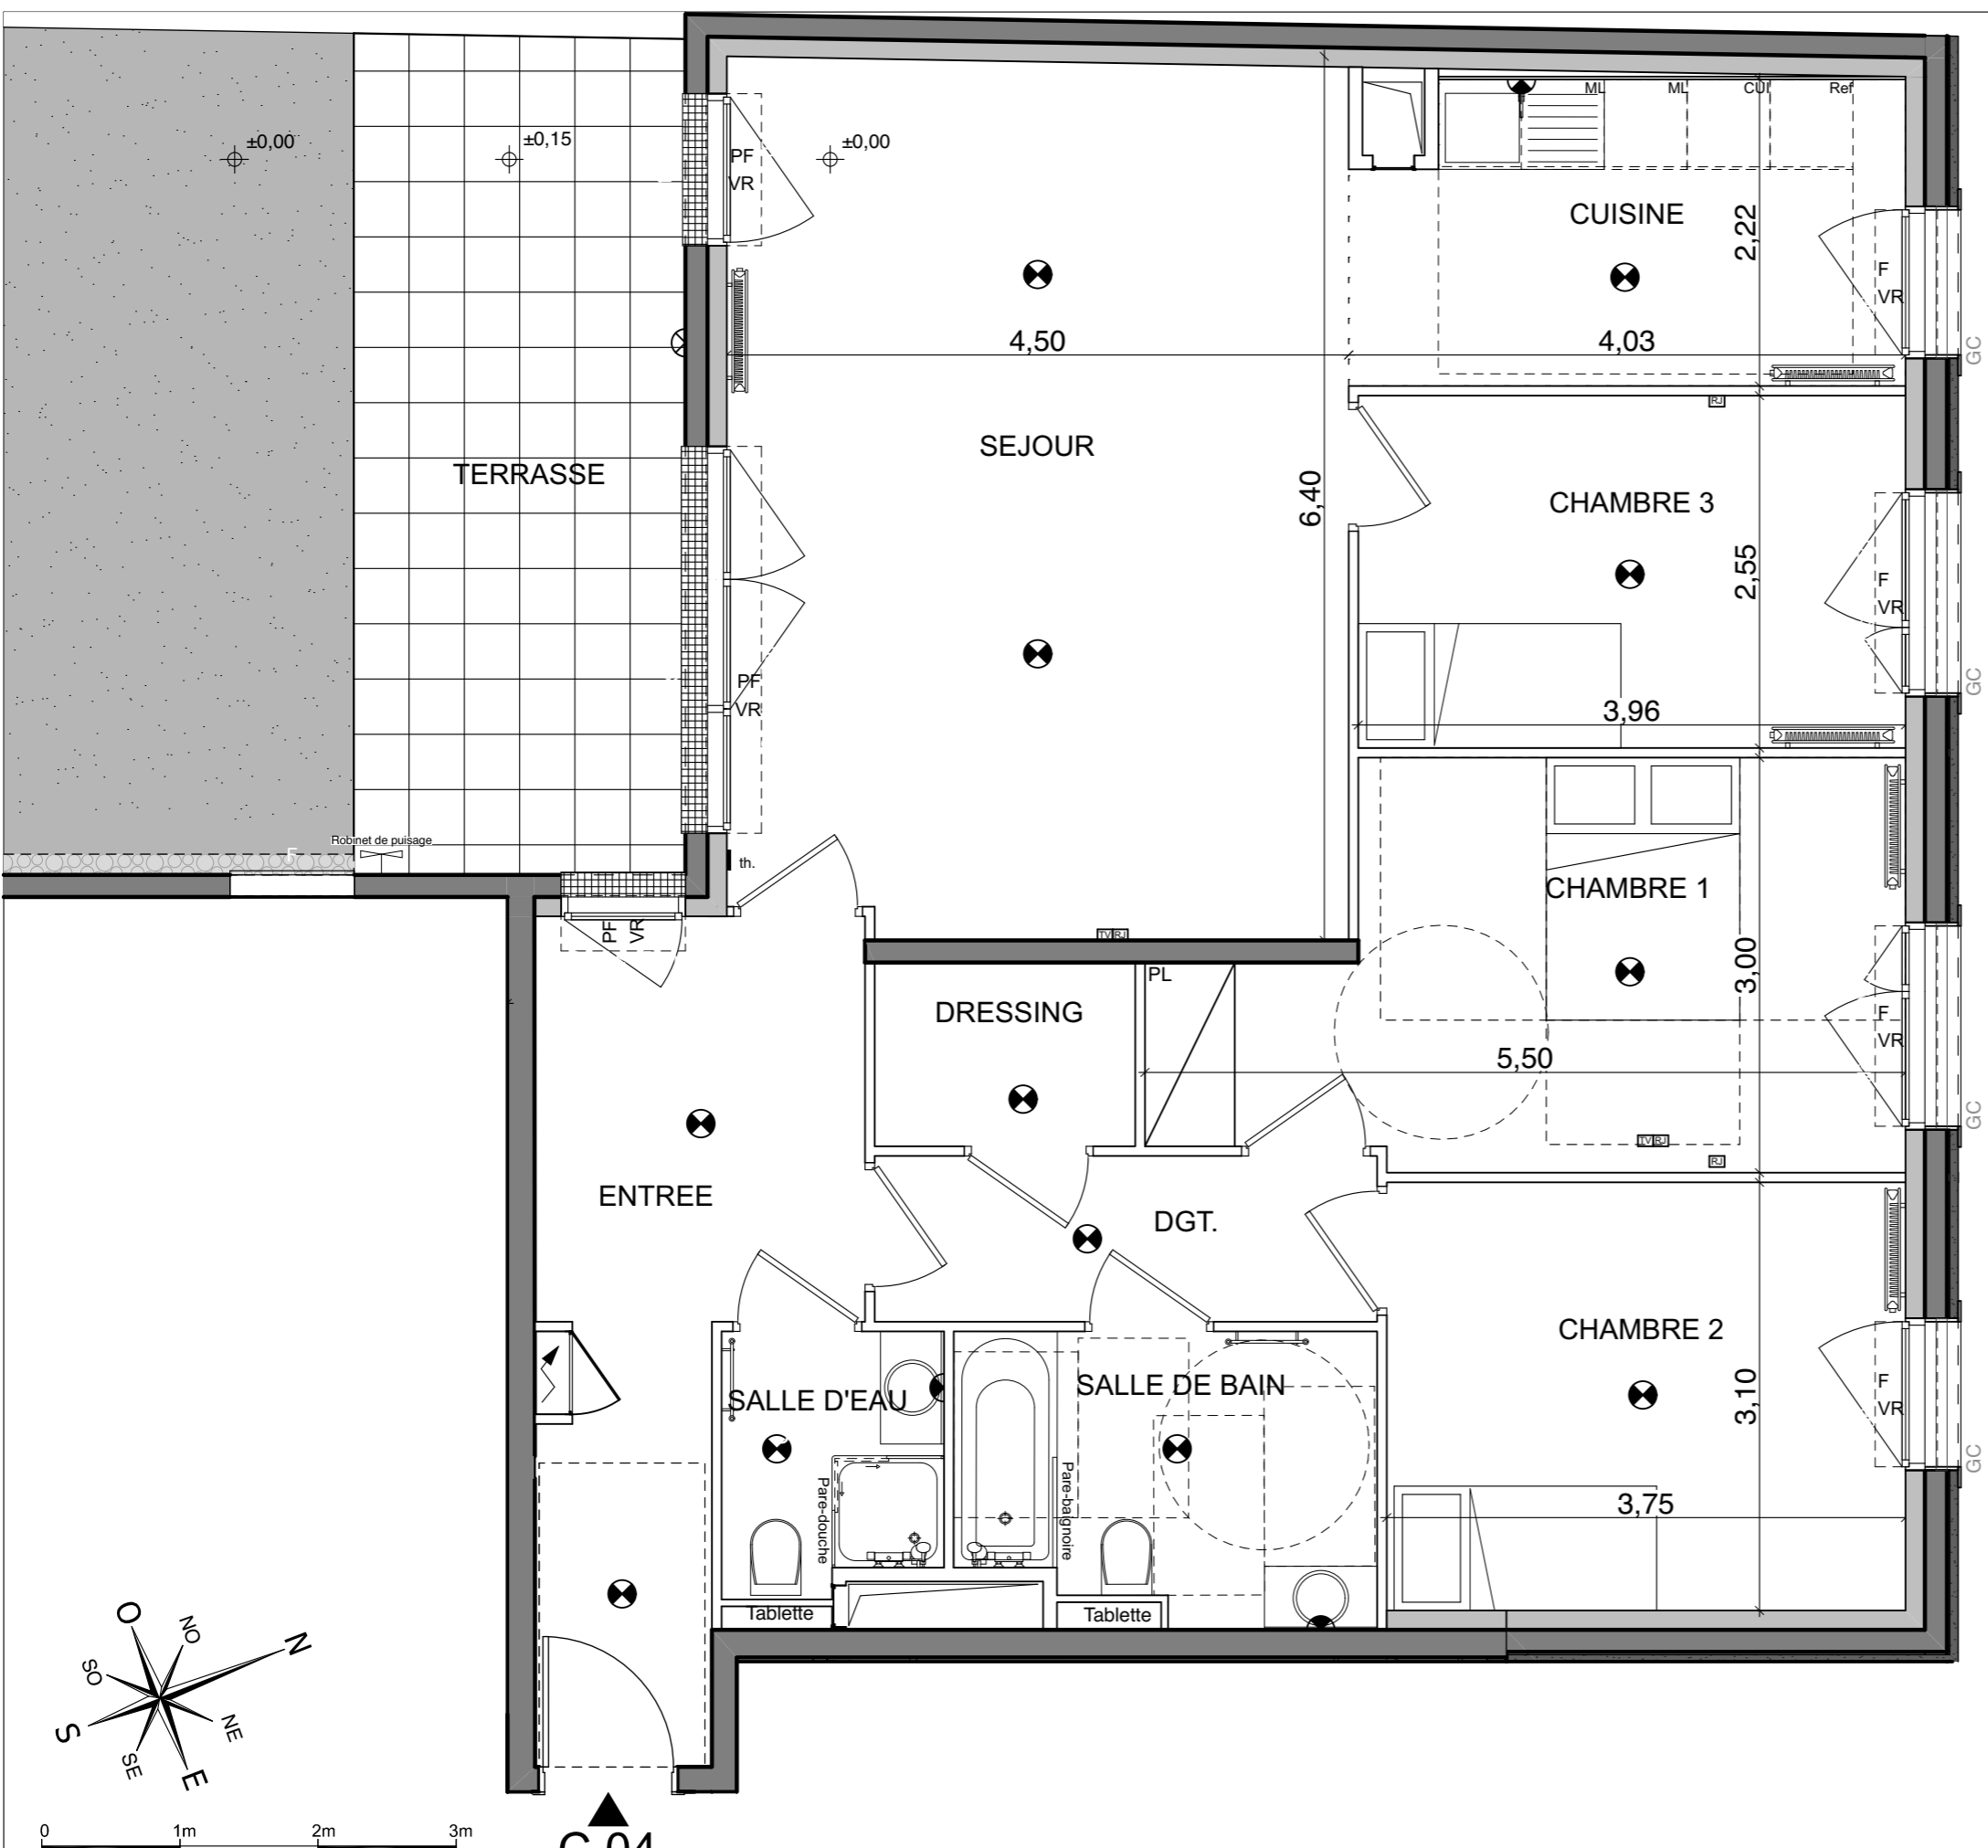 ML ML CUI Ref
±0,00 ±0,15 ±0,00
PF
VR
CUISINE
2,22
F
VR
GC
4,50 4,03
RJ
SEJOUR
TERRASSE
6,40
CHAMBRE 3
2,55
F
VR
GC
PF
VR
3,96
Robinet de puisage
F
th.
CHAMBRE 1
PF
VR
TV RJ
PL
3,00
DRESSING
F
VR
5,50
GC
TV RJ
RJ
ENTREE
DGT.
CHAMBRE 2
SALLE D'EAU
SALLE DE BAIN
3,10
F
VR
GC
Pare-douche
Pare-baignoire
3,75
Tablette
Tablette
O
NO
N
SO
S
NE
SE
E
0 1m 2m 3m
C 04